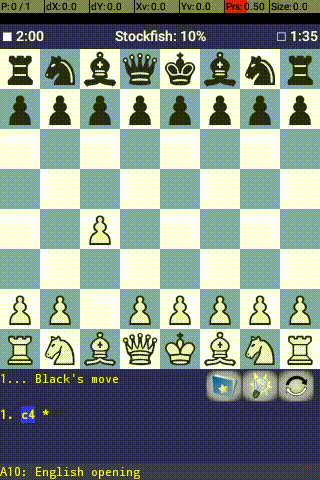 P: 0 / 1 dX: 0.0 dY: 0.0 Xv: 0.0 Yv: 0.0 Prs: 0.50 Size: 0.0
2:00 Stockfish: 10% 1:35
1... Black's move
1. c4 *
A10: English opening